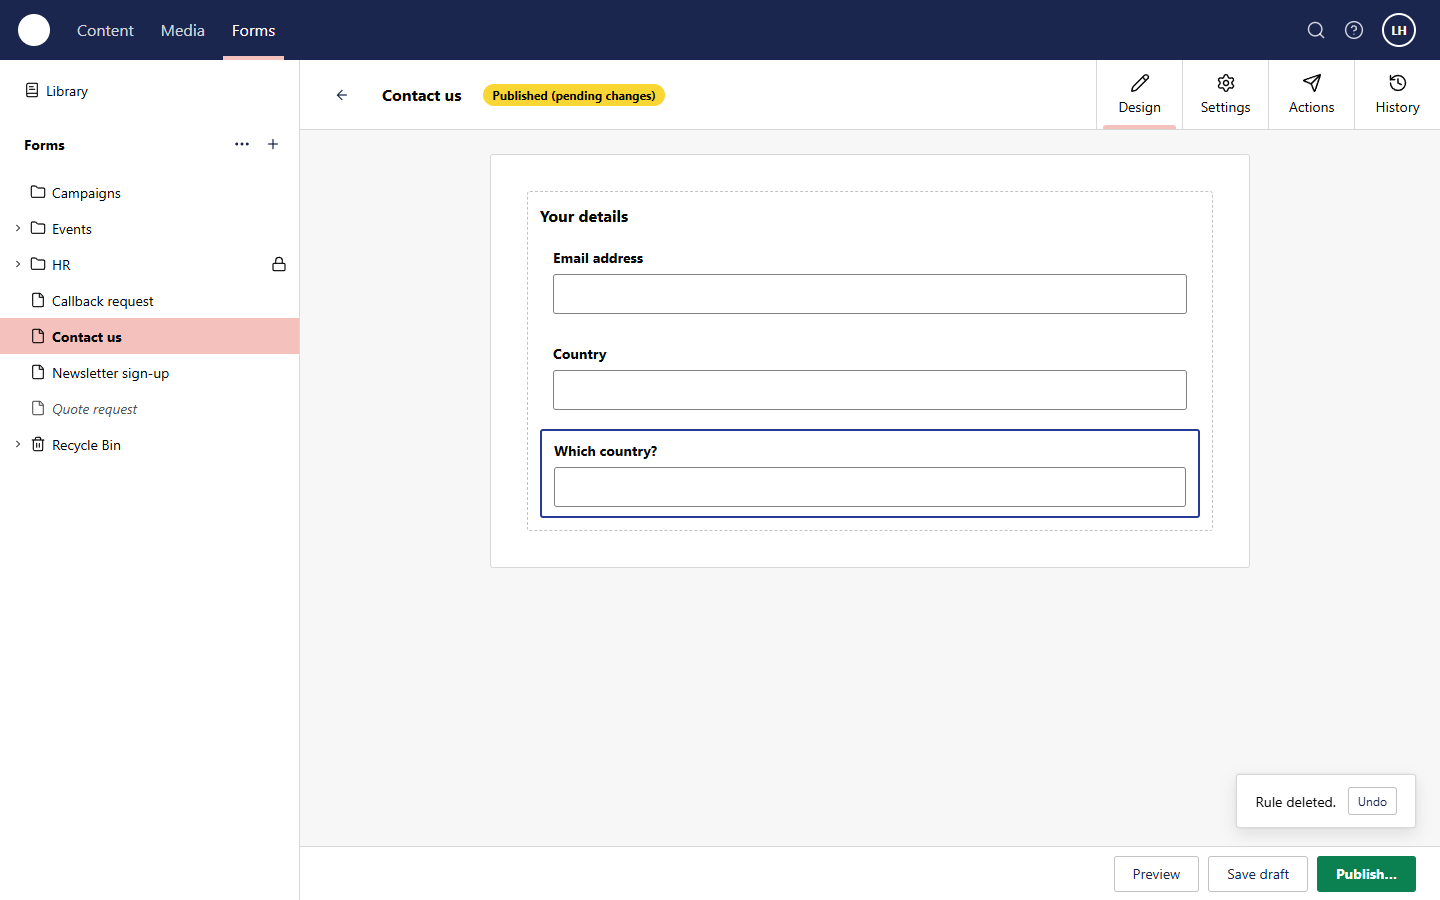 Content
Media
Forms
LH
Library
Forms
Campaigns
Events
HR
Callback request
Contact us
Newsletter sign-up
Quote request
Recycle Bin
Contact us
Published (pending changes)
Design
Settings
Actions
History
Your details
Email address
Country
Which country?
Rule deleted.
Undo
Preview
Save draft
Publish...